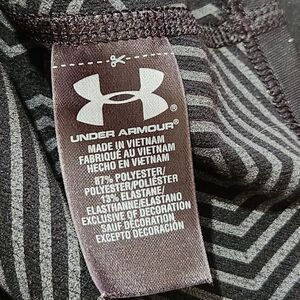 UNDER ARMOUR®
MADE IN VIETNAM
FABRIQUÉ AU VIETNAM
HECHO EN VIETNAM
87% POLYESTER/
POLYESTER/POLIÉSTER
13% ELASTANE/
ÉLASTHANNE/ELASTANO
EXCLUSIVE OF DECORATION
SAUF DÉCORATION
EXCEPTO DECORACIÓN